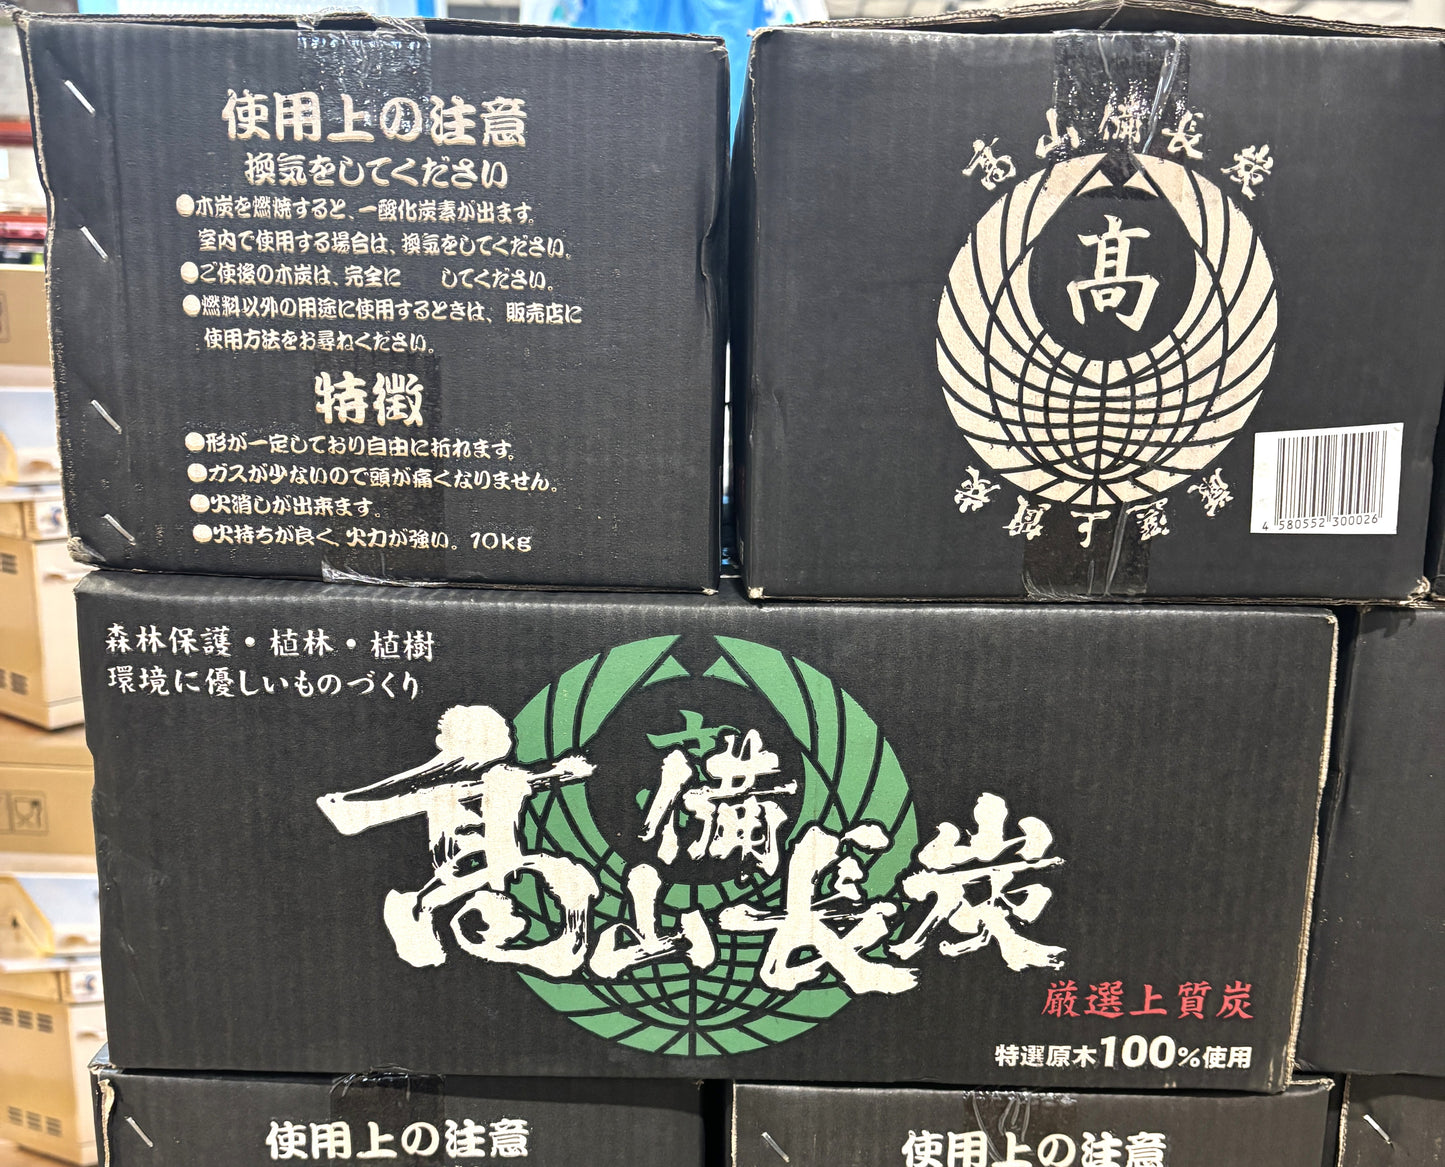 使用上の注意
換気をしてください
●木炭を燃焼すると、一酸化炭素が出ます。
室内で使用する場合は、換気をしてください。
●ご使後の木炭は、完全に　　してください。
●燃料以外の用途に使用するときは、販売店に
使用方法をお尋ねください。
特徴
●形が一定しており自由に折れます。
●ガスが少ないので頭が痛くなりません。
●火消しが出来ます。
●火持ちが良く、火力が強い。10kg
高山備長炭
髙
厳選上質炭
4 580552 300026
森林保護・植林・植樹
環境に優しいものづくり
高山備長炭
厳選上質炭
特選原木100%使用
使用上の注意
使用上の注意